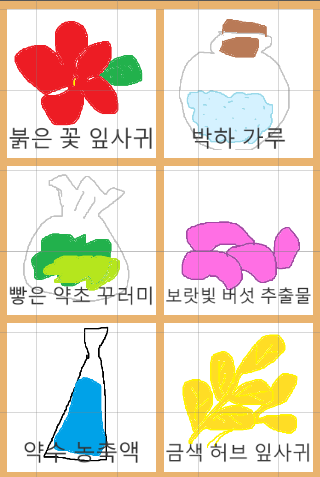 붉은 꽃 잎사귀
박하 가루
빻은 약초 꾸러미
보랏빛 버섯 추출물
약수 농축액
금색 허브 잎사귀